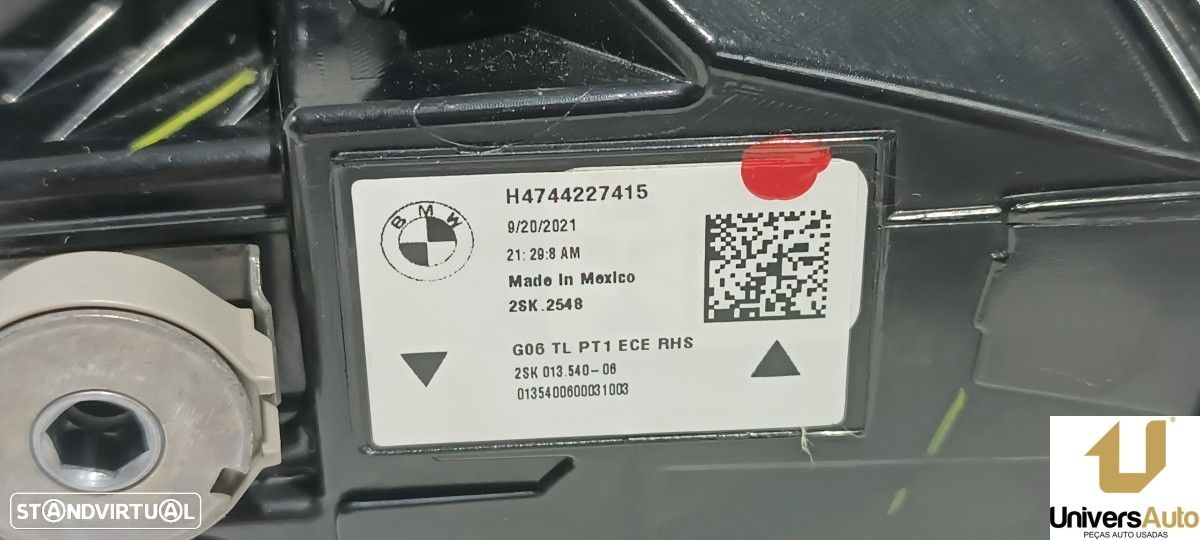 BMW
H4744227415
9/20/2021
21: 29:8 AM
Made In Mexico
2SK.2548
G06 TL PT1 ECE RHS
2SK 013.540-06
0135400600031003
STANDVIRTUAL
UniversAuto
PEÇAS AUTO USADAS